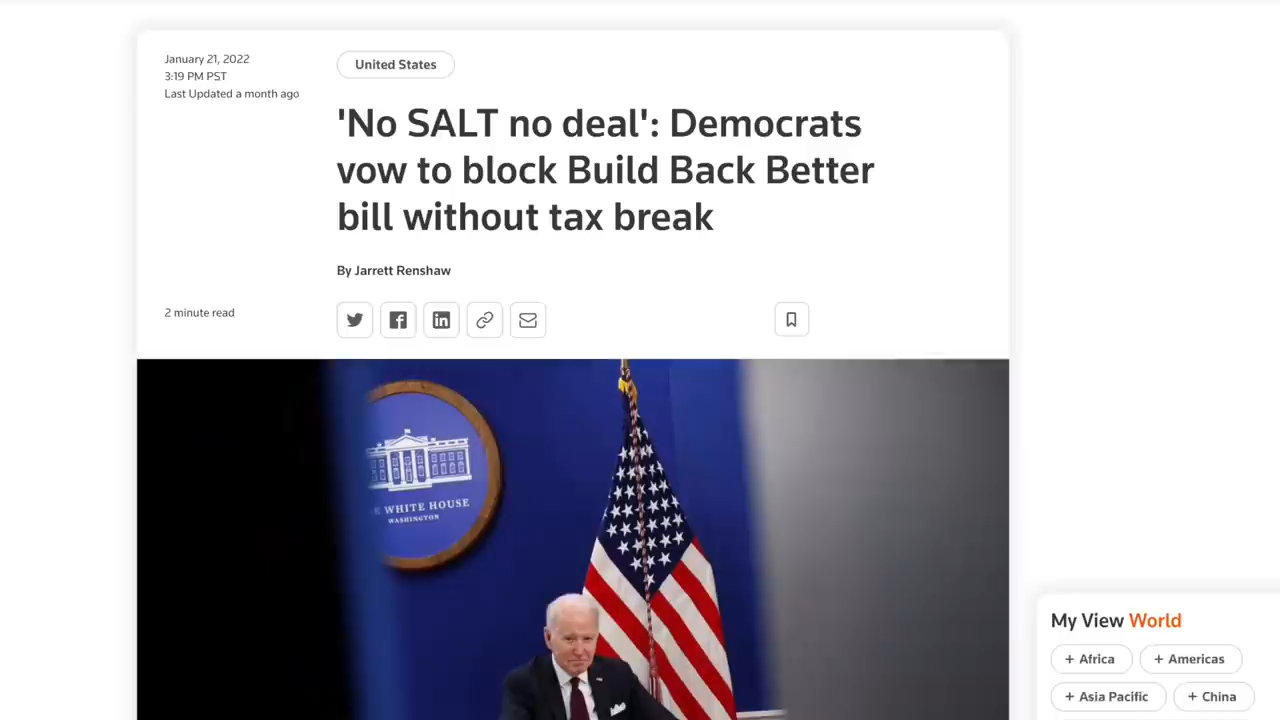 January 21, 2022
3:19 PM PST
Last Updated a month ago
United States
'No SALT no deal': Democrats
vow to block Build Back Better
bill without tax break
By Jarrett Renshaw
2 minute read
WHITE HOUSE
WASHINGTON
My View World
+ Africa
+ Americas
+ Asia Pacific
+ China